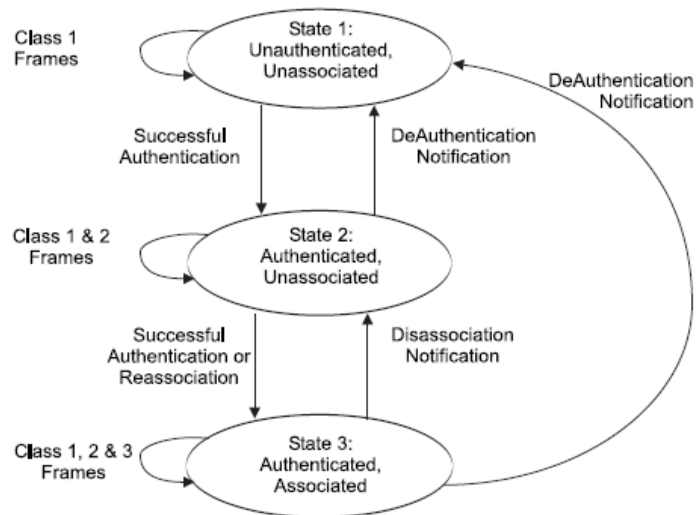 Class 1
Frames
State 1:
Unauthenticated,
Unassociated
DeAuthentication
Notification
Successful
Authentication
DeAuthentication
Notification
Class 1 & 2
Frames
State 2:
Authenticated,
Unassociated
Successful
Authentication or
Reassociation
Disassociation
Notification
Class 1, 2 & 3
Frames
State 3:
Authenticated,
Associated